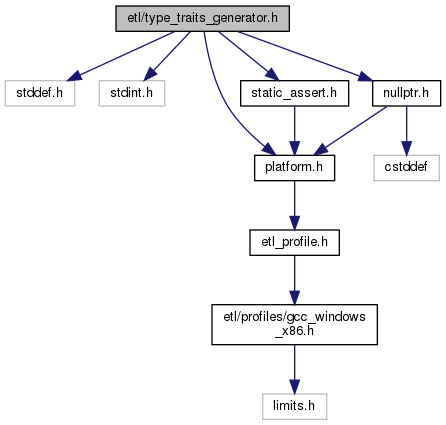 etl/type_traits_generator.h
stddef.h
stdint.h
static_assert.h
nullptr.h
platform.h
cstddef
etl_profile.h
etl/profiles/gcc_windows
_x86.h
limits.h